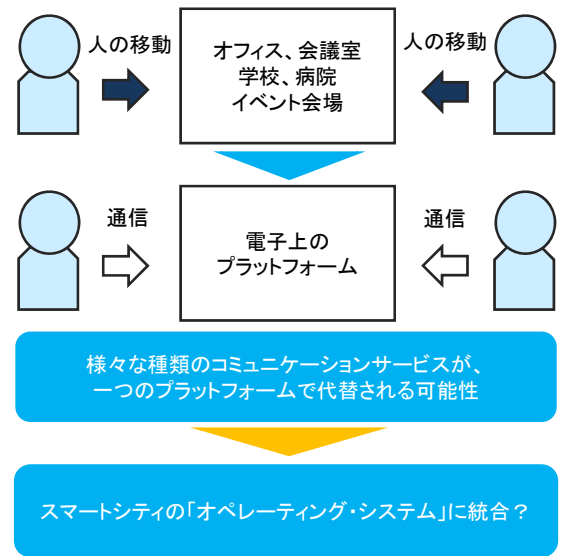 人の移動
オフィス、会議室
学校、病院
イベント会場
人の移動
通信
電子上の
プラットフォーム
通信
様々な種類のコミュニケーションサービスが、
一つのプラットフォームで代替される可能性
スマートシティの「オペレーティング・システム」に統合？